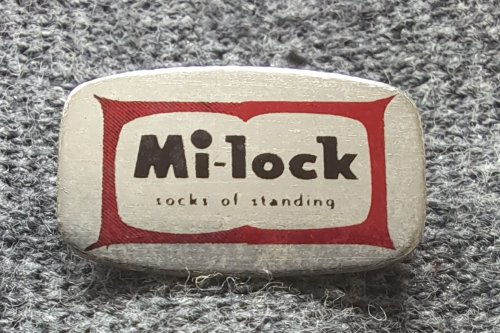 Mi-lock
socks of standing